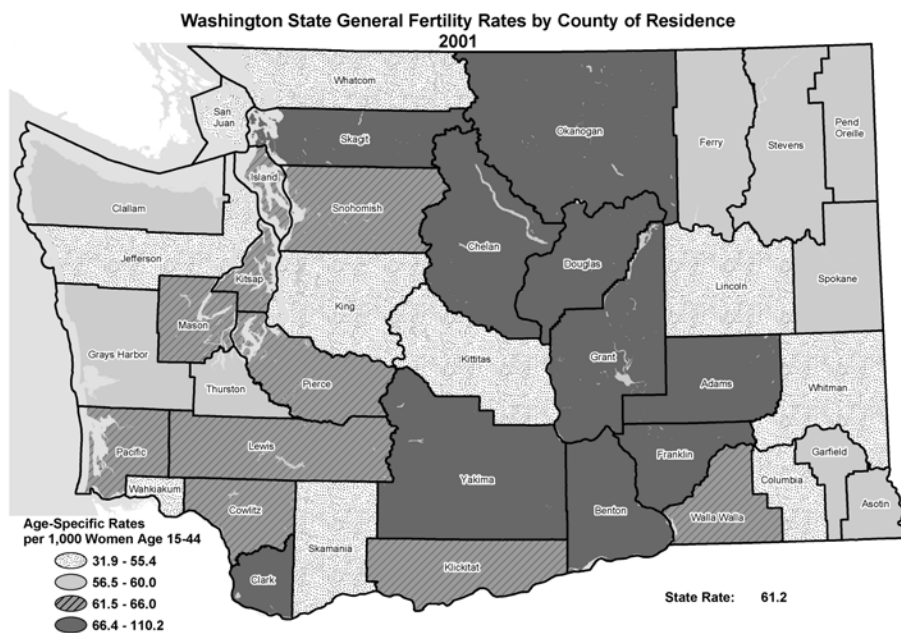 Washington State General Fertility Rates by County of Residence
2001
Whatcom
San
Juan
Skagit
Okanogan
Ferry
Stevens
Pend
Oreille
Island
Clallam
Snohomish
Chelan
Douglas
Jefferson
Kitsap
King
Lincoln
Spokane
Mason
Grays Harbor
Kittitas
Grant
Thurston
Pierce
Adams
Whitman
Pacific
Lewis
Yakima
Franklin
Garfield
Wahkiakum
Cowlitz
Skamania
Benton
Walla Walla
Columbia
Asotin
Klickitat
Clark
Age-Specific Rates
per 1,000 Women Age 15-44
31.9 - 55.4
56.5 - 60.0
61.5 - 66.0
66.4 - 110.2
State Rate: 61.2